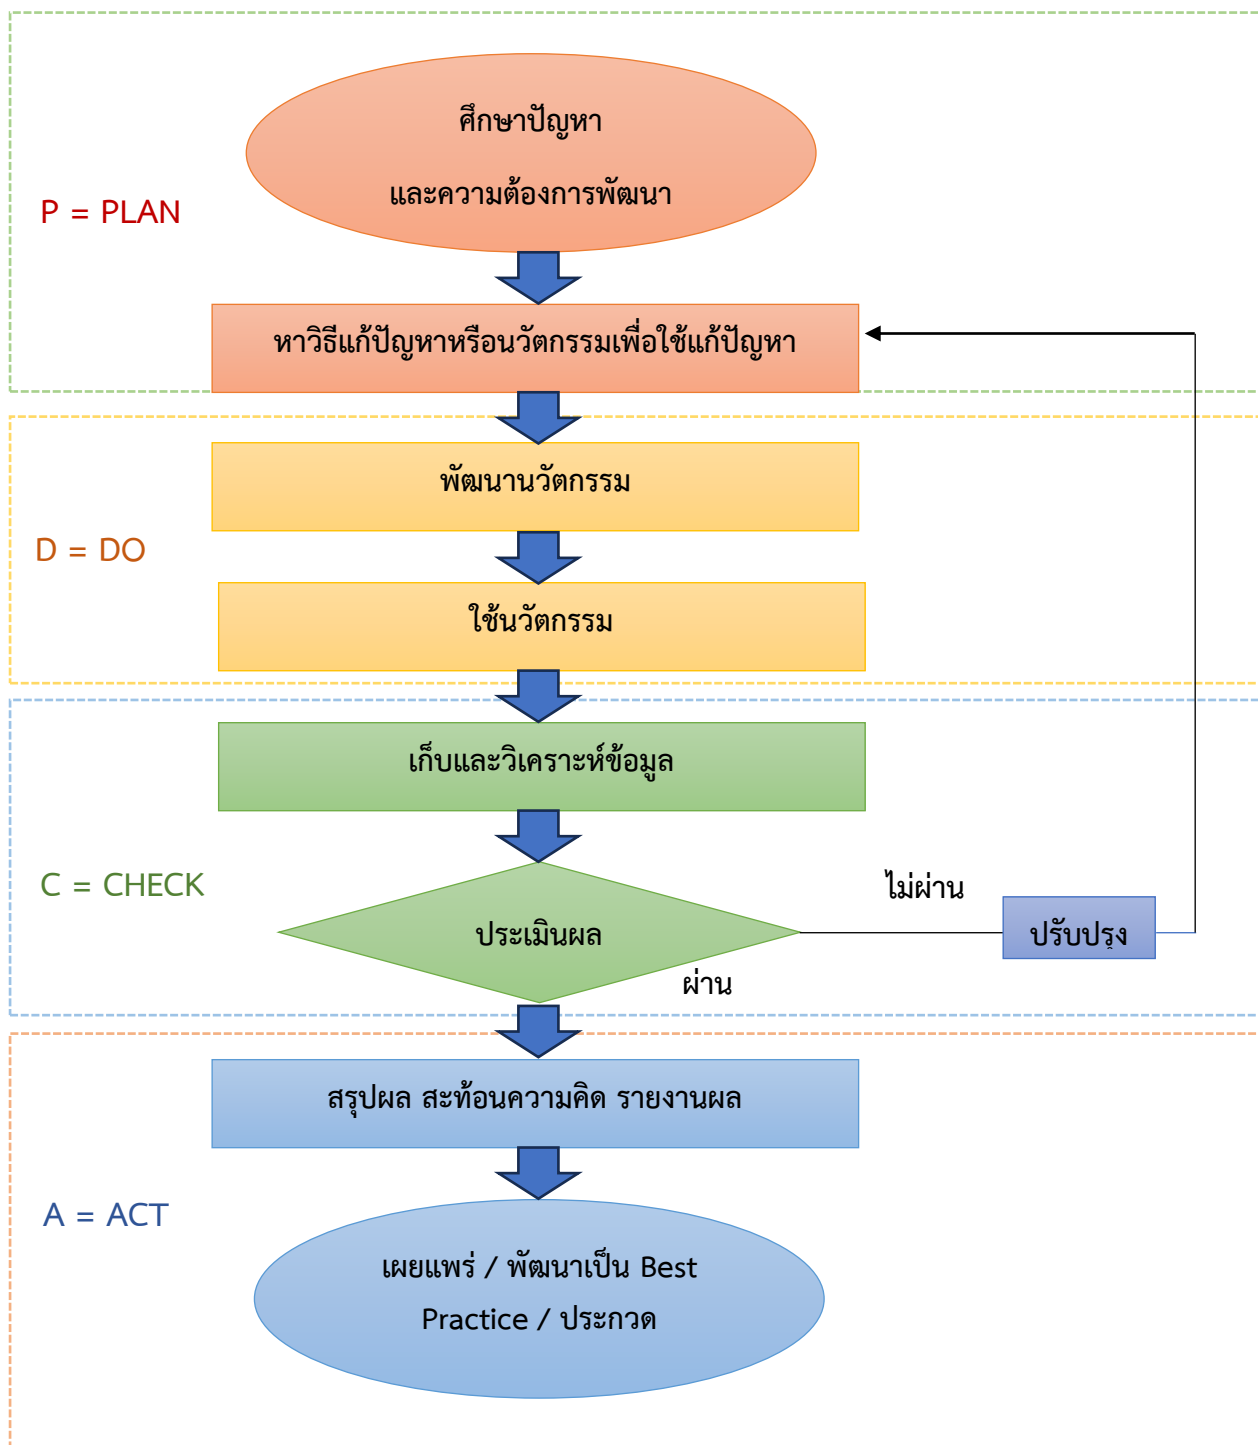 ศึกษาปัญหา
และความต้องการพัฒนา
P = PLAN
หาวิธีแก้ปัญหาหรือนวัตกรรมเพื่อใช้แก้ปัญหา
พัฒนานวัตกรรม
D = DO
ใช้นวัตกรรม
เก็บและวิเคราะห์ข้อมูล
C = CHECK
ประเมินผล
ไม่ผ่าน
ปรับปรุง
ผ่าน
สรุปผล สะท้อนความคิด รายงานผล
A = ACT
เผยแพร่ / พัฒนาเป็น Best
Practice / ประกวด